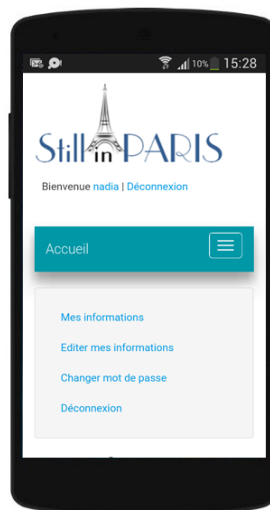 10% 15:28
Still in PARIS
Bienvenue nadia | Déconnexion
Accueil
Mes informations
Editer mes informations
Changer mot de passe
Déconnexion